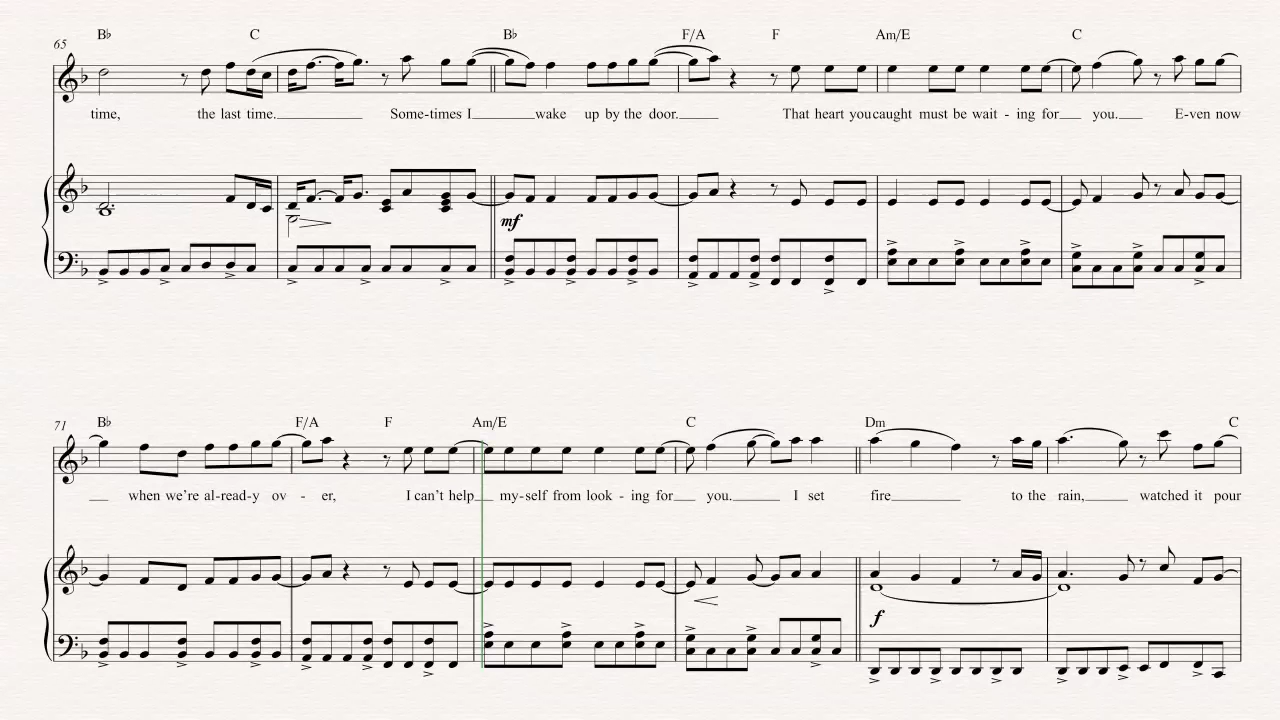 B♭ C B♭ F/A F Am/E C
65
time, the last time. Some-times I wake up by the door. That heart you caught must be wait - ing for you. E-ven now
mf
B♭ F/A F Am/E C Dm C
71
when we're al-read-y ov - er, I can't help my-self from look - ing for you. I set fire to the rain, watched it pour
f